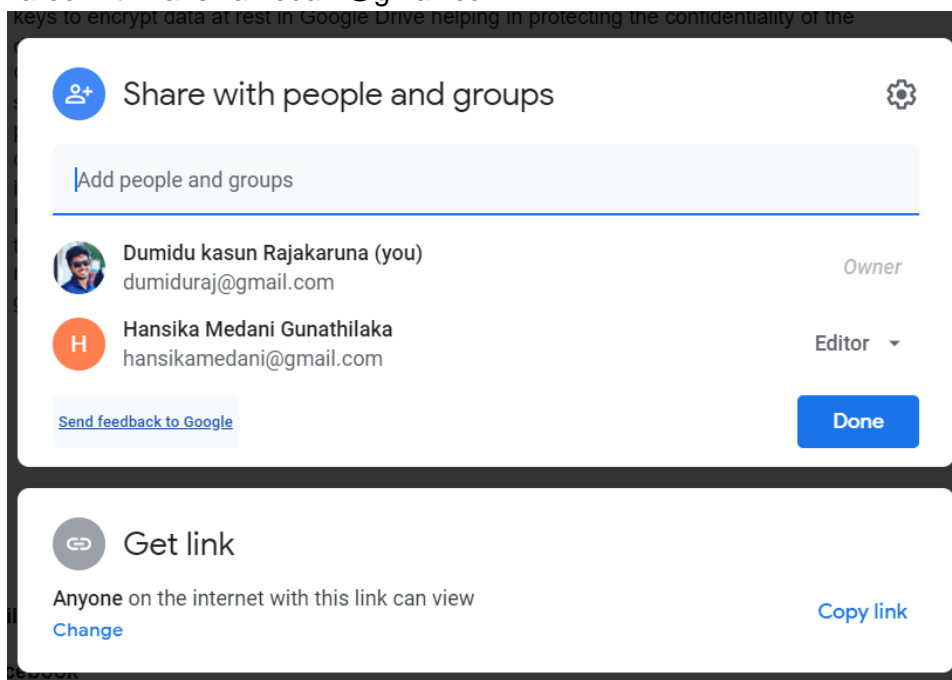 keys to encrypt data at rest in Google Drive helping in protecting the confidentiality of the
Share with people and groups
Add people and groups
Dumidu kasun Rajakaruna (you)
dumiduraj@gmail.com
Owner
H
Hansika Medani Gunathilaka
hansikamedani@gmail.com
Editor
Send feedback to Google
Done
Get link
Anyone on the internet with this link can view
Change
Copy link